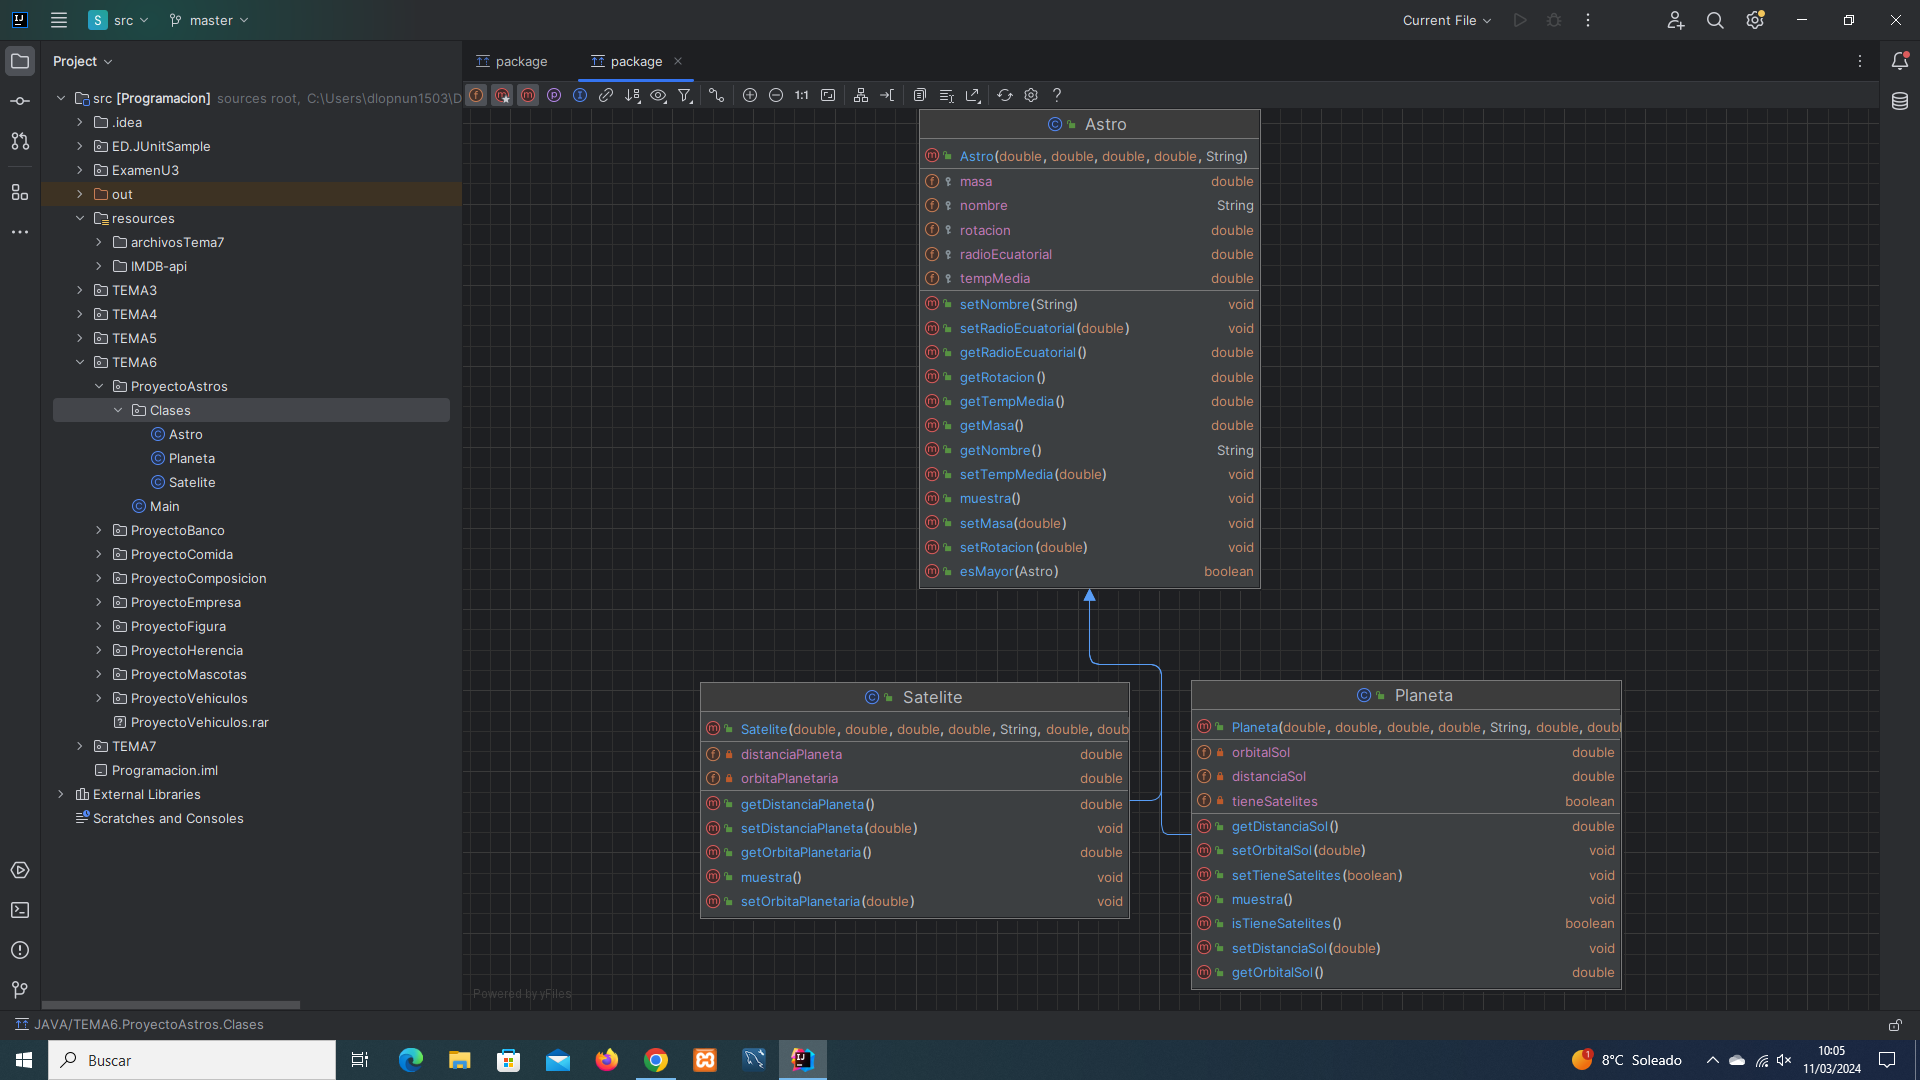 S src master
Current File
Project
package
package
1:1
src [Programacion] sources root, C:\Users\dlopnun1503\D
.idea
ED.JUnitSample
ExamenU3
out
resources
archivosTema7
IMDB-api
TEMA3
TEMA4
TEMA5
TEMA6
ProyectoAstros
Clases
Astro
Planeta
Satelite
Main
ProyectoBanco
ProyectoComida
ProyectoComposicion
ProyectoEmpresa
ProyectoFigura
ProyectoHerencia
ProyectoMascotas
ProyectoVehiculos
ProyectoVehiculos.rar
TEMA7
Programacion.iml
External Libraries
Scratches and Consoles
Astro
Astro(double, double, double, double, String)
masa double
nombre String
rotacion double
radioEcuatorial double
tempMedia double
setNombre(String) void
setRadioEcuatorial(double) void
getRadioEcuatorial() double
getRotacion() double
getTempMedia() double
getMasa() double
getNombre() String
setTempMedia(double) void
muestra() void
setMasa(double) void
setRotacion(double) void
esMayor(Astro) boolean
Satelite
Satelite(double, double, double, double, String, double, doub
distanciaPlaneta double
orbitaPlanetaria double
getDistanciaPlaneta() double
setDistanciaPlaneta(double) void
getOrbitaPlanetaria() double
muestra() void
setOrbitaPlanetaria(double) void
Planeta
Planeta(double, double, double, double, String, double, doubl
orbitalSol double
distanciaSol double
tieneSatelites boolean
getDistanciaSol() double
setOrbitalSol(double) void
setTieneSatelites(boolean) void
muestra() void
isTieneSatelites() boolean
setDistanciaSol(double) void
getOrbitalSol() double
Powered by yFiles
JAVA/TEMA6.ProyectoAstros.Clases
Buscar
1 8°C Soleado
10:05
11/03/2024